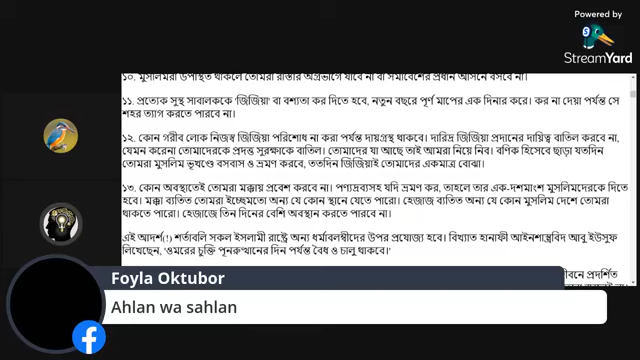 Powered by
StreamYard
১০. মুসলিমরা উপস্থিত থাকলে তোমরা রাস্তার অগ্রভাগে যাবে না বা সমাবেশের প্রধান আসনে বসবে না।
১১. প্রত্যেক সুস্থ সাবালককে 'জিজিয়া' বা বশ্যতা কর দিতে হবে, নতুন বছরে পূর্ণ মাপের এক দিনার করে। কর না দেয়া পর্যন্ত সে
শহর ত্যাগ করতে পারবে না।
১২. কোন গরীব লোক নিজস্ব জিজিয়া পরিশোধ না করা পর্যন্ত দায়গ্রস্থ থাকবে। দারিদ্র জিজিয়া প্রদানের দায়িত্ব বাতিল করবে না,
যেমন করেনা তোমাদেরকে প্রদত্ত সুরক্ষাকে বাতিল। তোমাদের যা আছে তাই আমরা নিয়ে নিব। বণিক হিসেবে ছাড়া যতদিন
তোমরা মুসলিম ভূখণ্ডে বসবাস ও ভ্রমণ করবে, ততদিন জিজিয়াই তোমাদের একমাত্র বোঝা।
১৩. কোন অবস্থাতেই তোমরা মক্কায় প্রবেশ করবে না। পণ্যদ্রব্যসহ যদি ভ্রমণ কর, তাহলে তার এক-দশমাংশ মুসলিমদেরকে দিতে
হবে। মক্কা ব্যতিত তোমরা ইচ্ছেমতো অন্য যে কোন স্থানে যেতে পারো। হেজাজ ব্যতিত অন্য যে কোন মুসলিম দেশে তোমরা
থাকতে পারো। হেজাজে তিন দিনের বেশি অবস্থান করতে পারবে না।
এই আদর্শ(!) শর্তাবলি সকল ইসলামী রাষ্ট্রে অন্য ধর্মাবলম্বীদের উপর প্রযোজ্য হবে। বিখ্যাত হানাফী আইনশাস্ত্রবিদ আবু ইউসুফ
লিখেছেন, 'ওমরের চুক্তি পুনরুত্থানের দিন পর্যন্ত বৈধ ও চালু থাকবে।'
জীবনে প্রদর্শিত
Foyla Oktubor
Ahlan wa sahlan